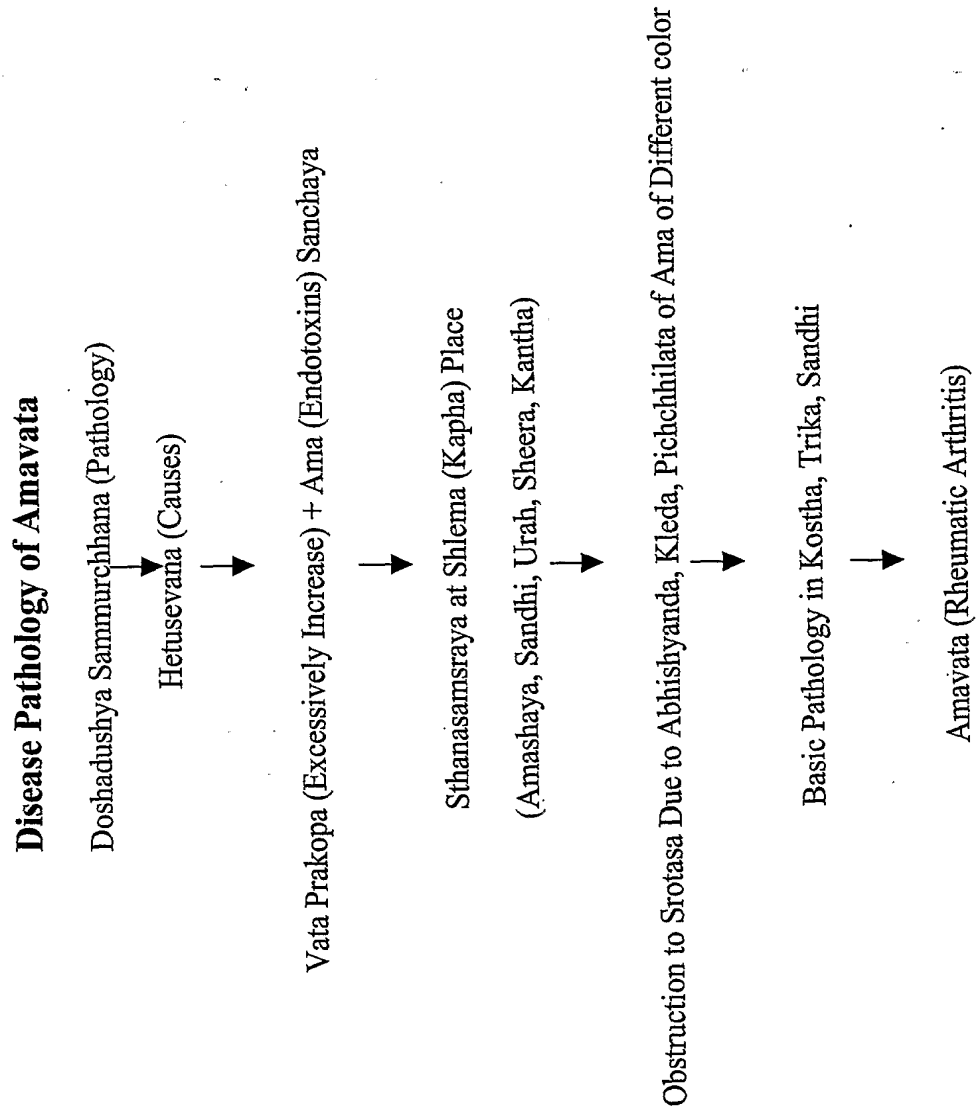 Disease Pathology of Amavata
Doshadushya Sammurchhana (Pathology)
Hetusevana (Causes)
Vata Prakopa (Excessively Increase) + Ama (Endotoxins) Sanchaya
Sthanasamsraya at Shlema (Kapha) Place
(Amashaya, Sandhi, Urah, Sheera, Kantha)
Obstruction to Srotasa Due to Abhishyanda, Kleda, Pichchhilata of Ama of Different color
Basic Pathology in Kostha, Trika, Sandhi
Amavata (Rheumatic Arthritis)